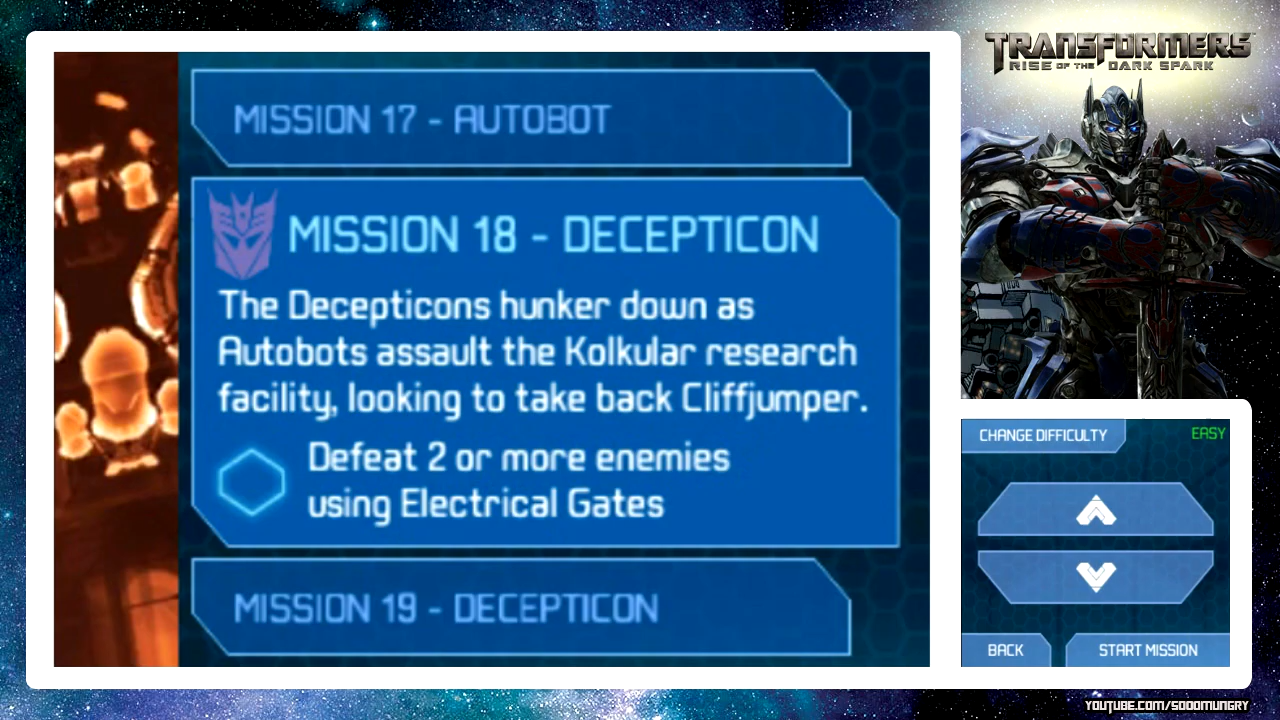 TRANSFORMERS
RISE OF THE DARK SPARK
MISSION 17 - AUTOBOT
MISSION 18 - DECEPTICON
The Decepticons hunker down as
Autobots assault the Kolkular research
facility, looking to take back Cliffjumper.
Defeat 2 or more enemies
using Electrical Gates
MISSION 19 - DECEPTICON
CHANGE DIFFICULTY
EASY
BACK
START MISSION
YOUTUBE.COM/SOOOMUNGRY